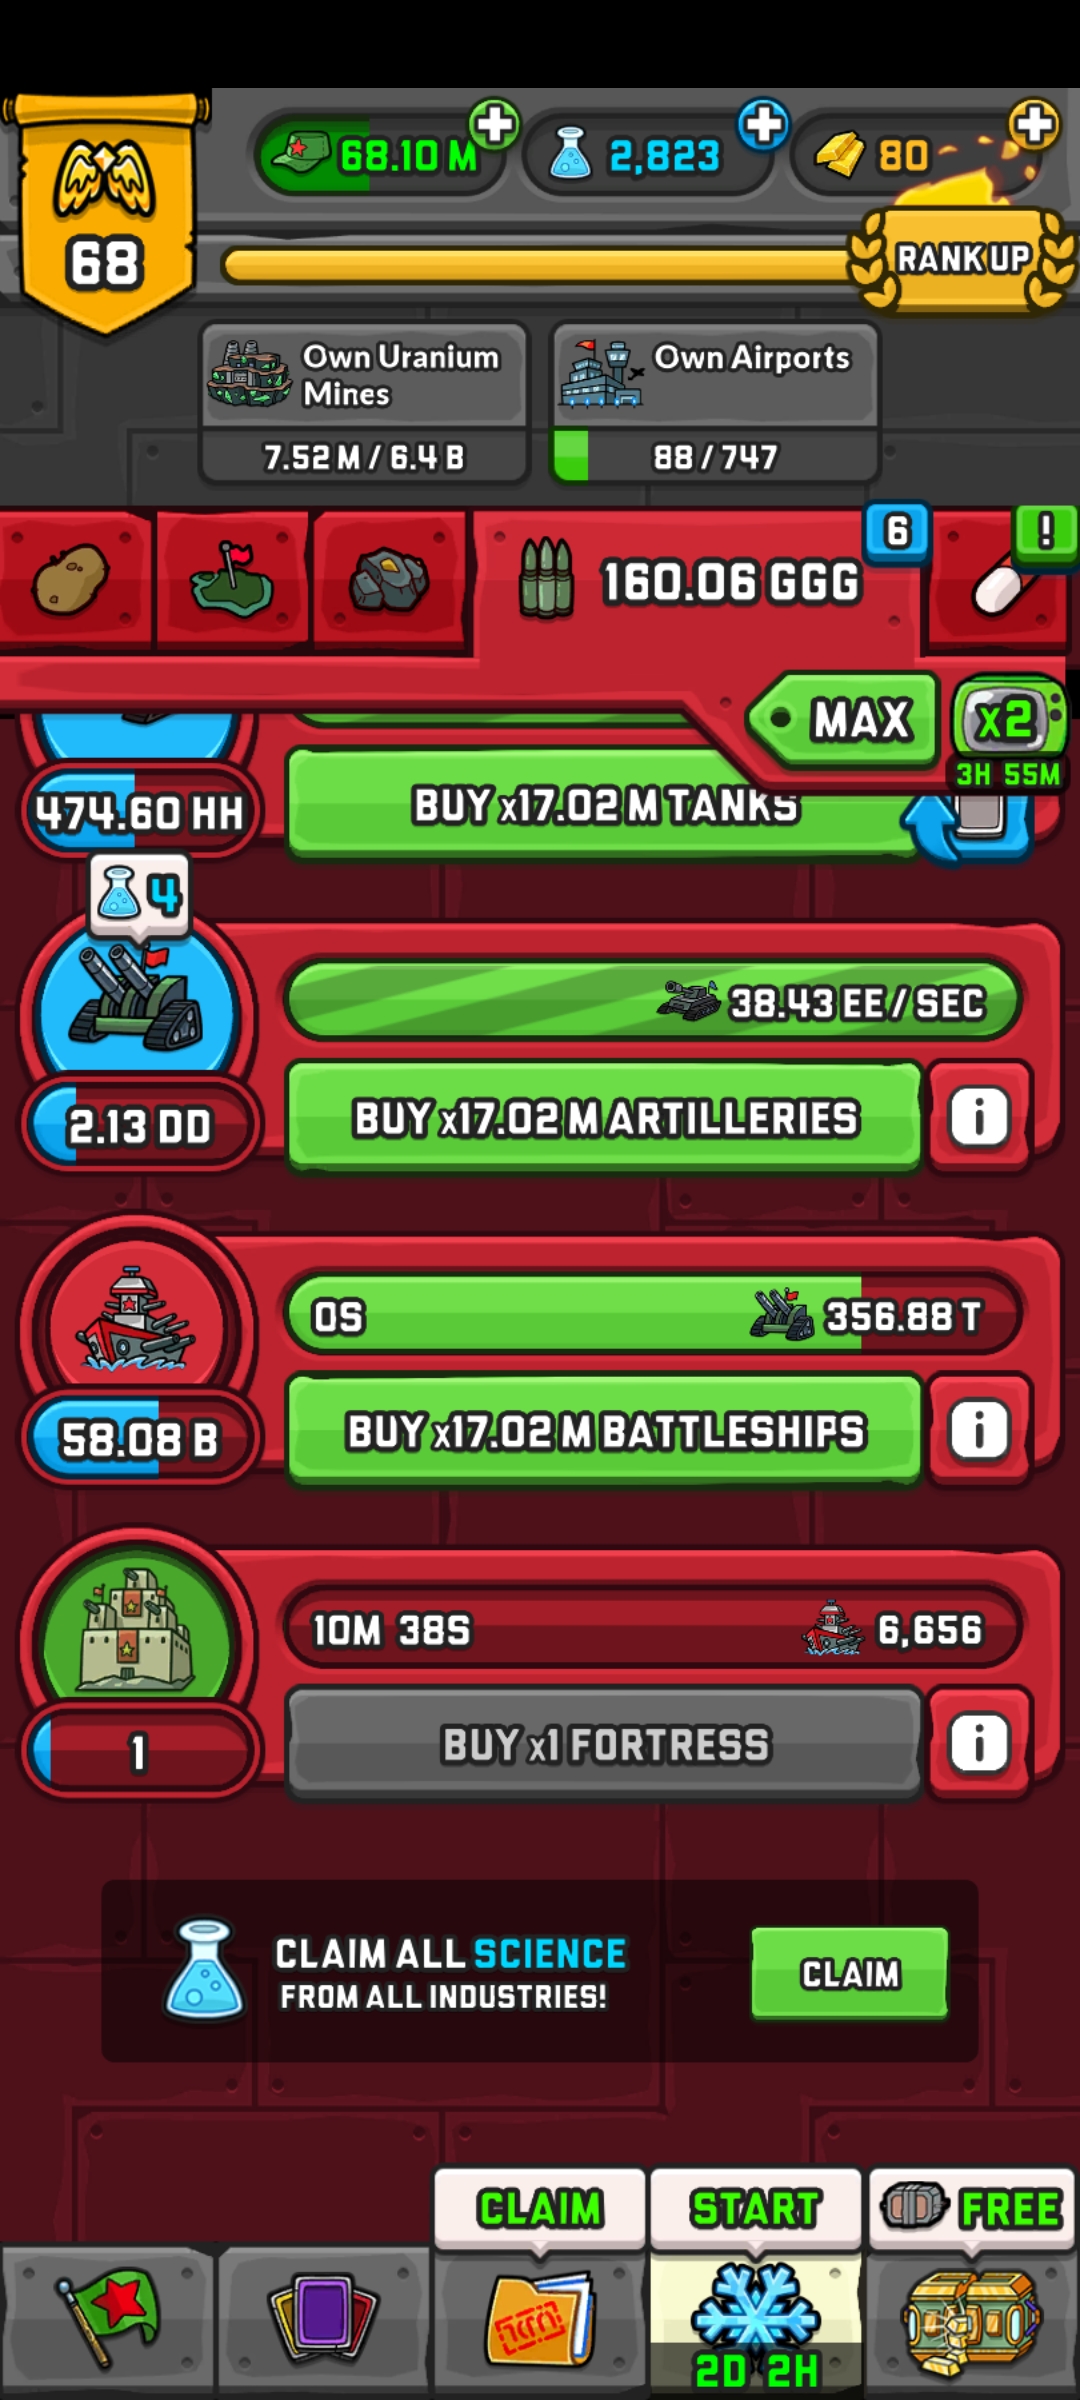 68.10 M
2,823
80
68
RANK UP
Own Uranium
Mines
7.52 M / 6.4 B
Own Airports
88 / 747
160.06 GGG
6
!
MAX
x2
3H 55M
474.60 HH
BUY x17.02 M TANKS
4
38.43 EE / SEC
2.13 DD
BUY x17.02 M ARTILLERIES
i
0S
356.88 T
58.08 B
BUY x17.02 M BATTLESHIPS
i
10M 38S
6,656
1
BUY x1 FORTRESS
i
CLAIM ALL SCIENCE
FROM ALL INDUSTRIES!
CLAIM
CLAIM
START
FREE
2D 2H